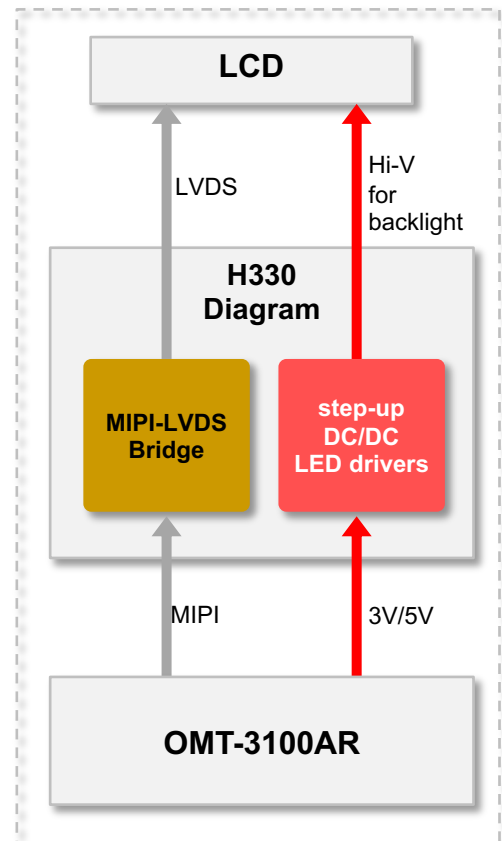 LCD
LVDS
Hi-V
for
backlight
H330
Diagram
MIPI-LVDS
Bridge
step-up
DC/DC
LED drivers
MIPI
3V/5V
OMT-3100AR